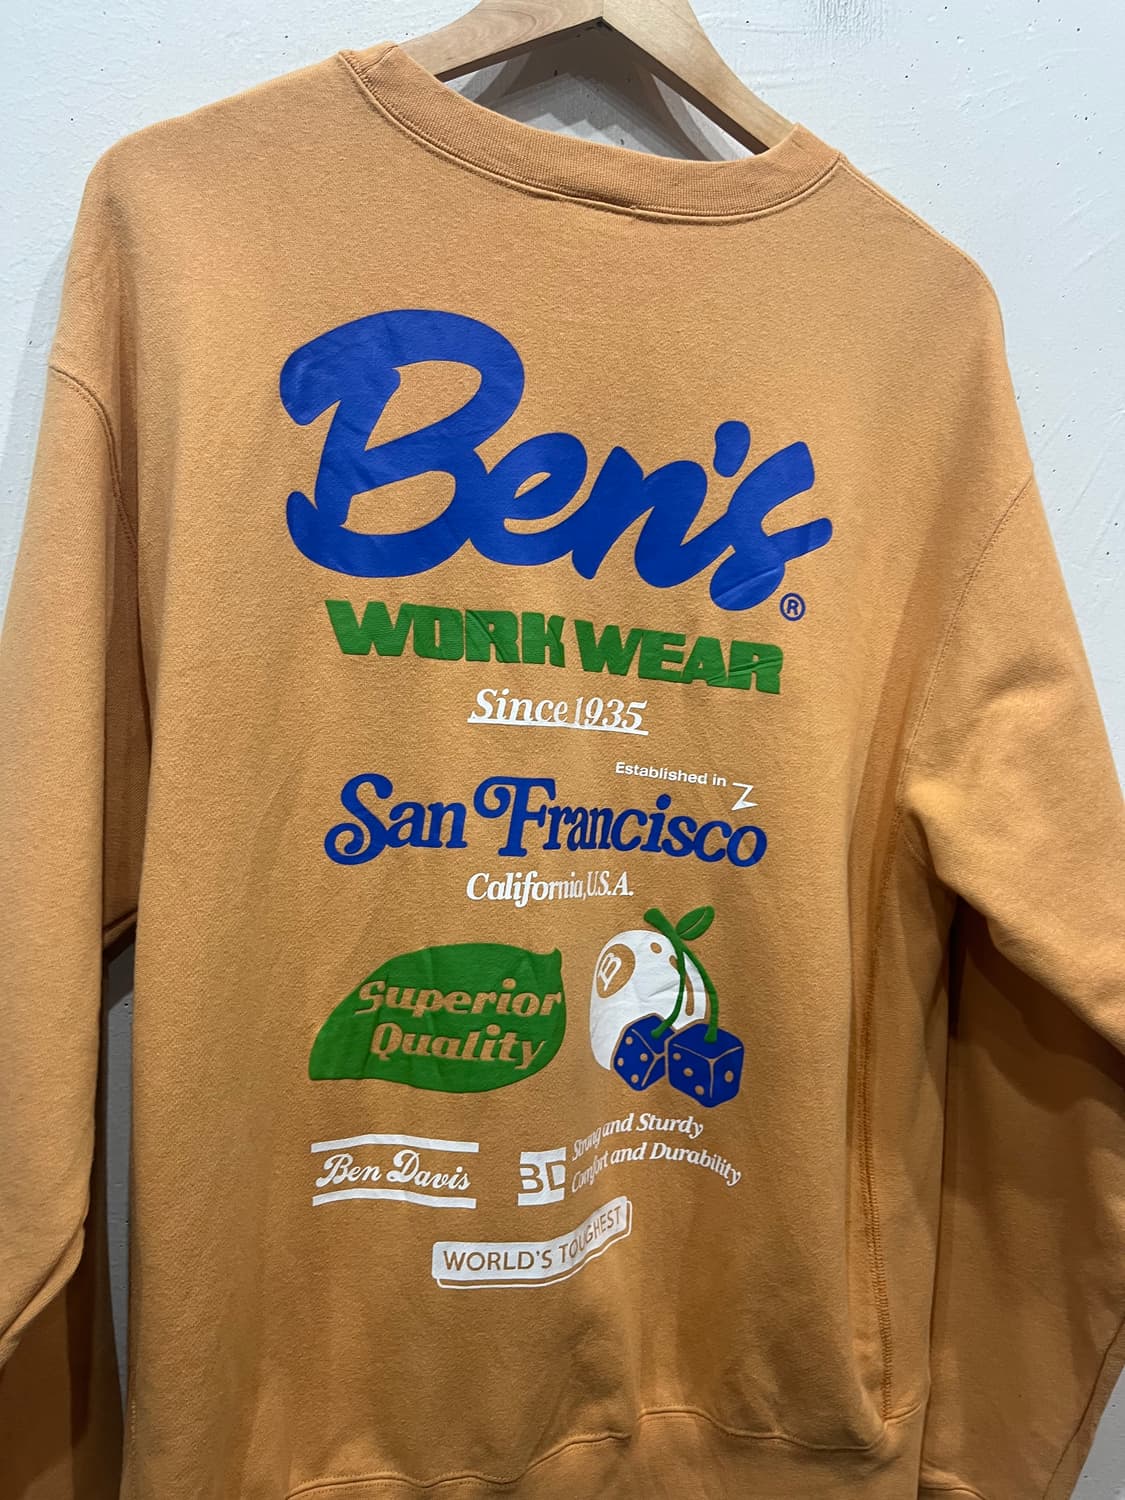 Ben's®
WORK WEAR
Since 1935
Established in
San Francisco
California, U.S.A.
Superior
Quality
B
Ben Davis
BD
Strong and Sturdy
Comfort and Durability
WORLD'S TOUGHEST